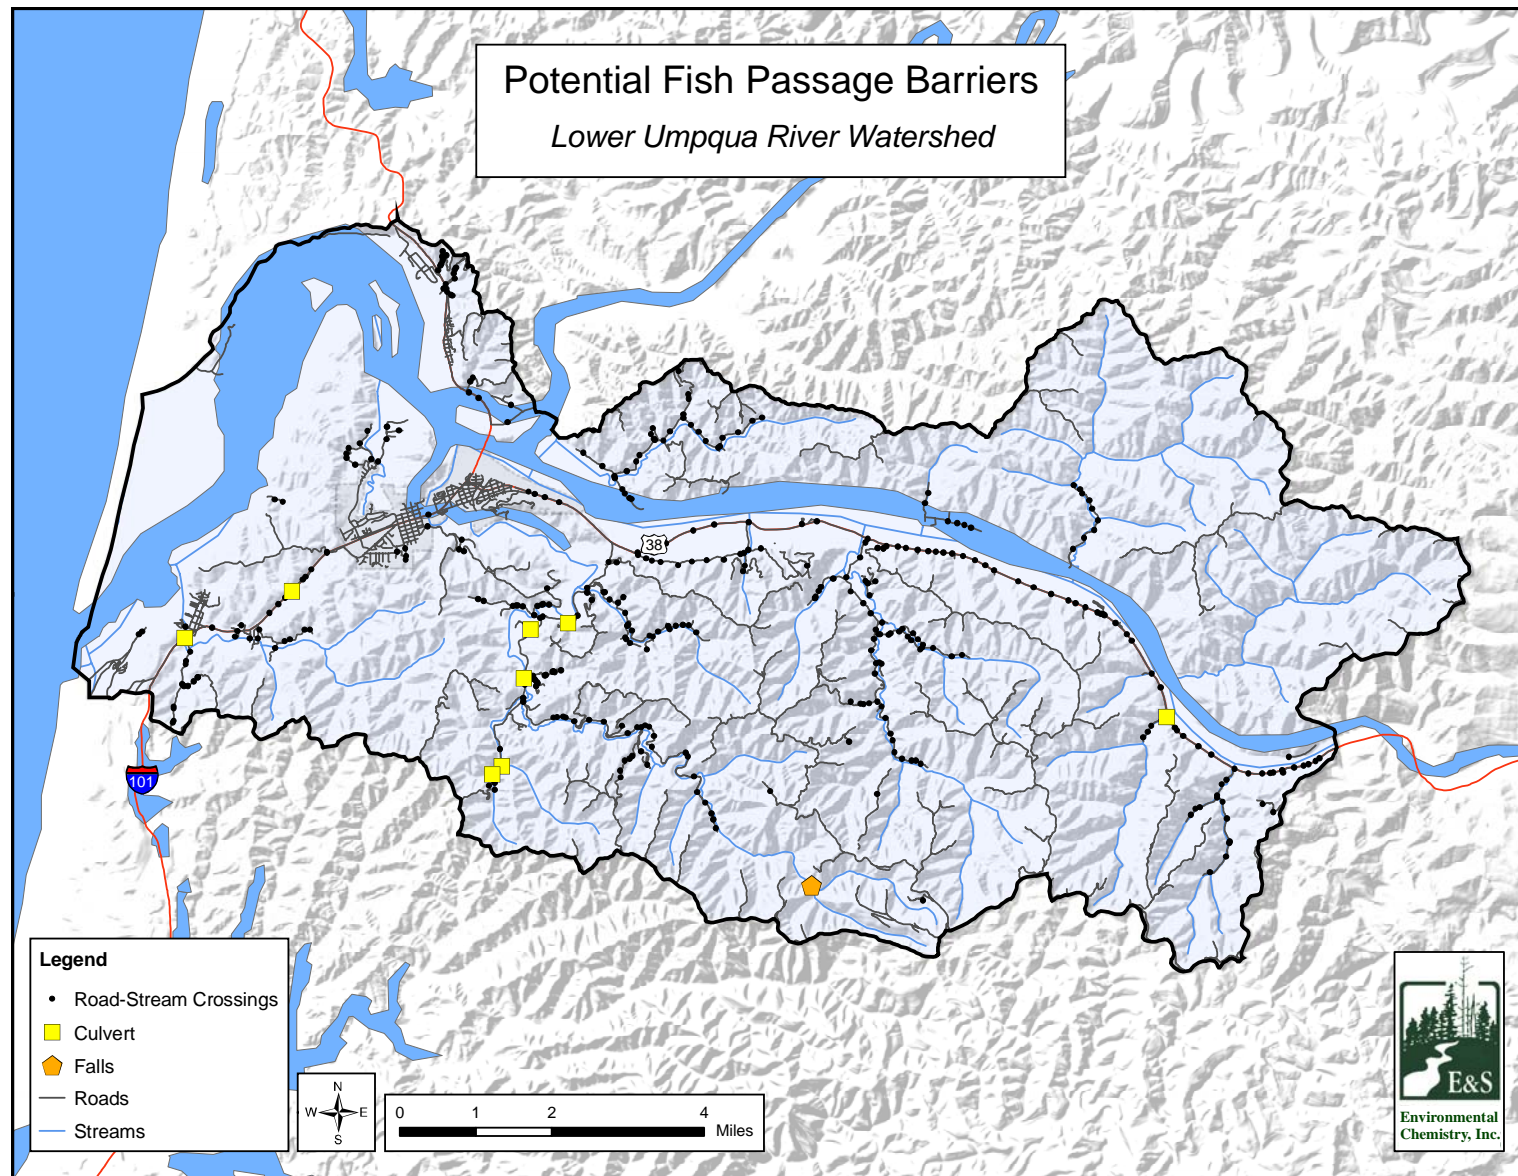 Potential Fish Passage Barriers
Lower Umpqua River Watershed
38
101
Legend
Road-Stream Crossings
Culvert
Falls
Roads
Streams
N
W E
S
0 1 2 4
Miles
E&S
Environmental
Chemistry, Inc.